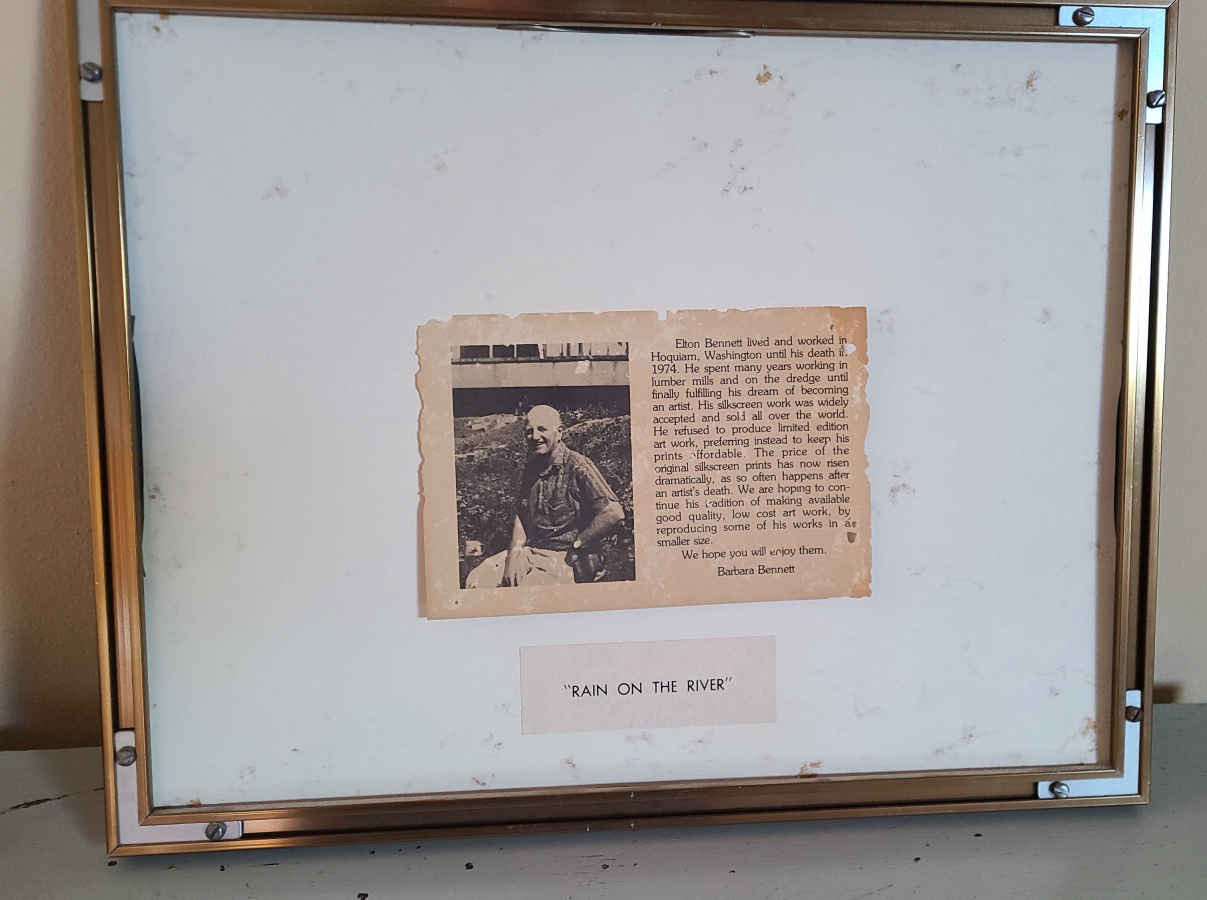 Elton Bennett lived and worked in
Hoquiam, Washington until his death
1974. He spent many years working in
lumber mills and on the dredge until
finally fulfilling his dream of becoming
an artist. His silkscreen work was widely
accepted and sold all over the world.
He refused to produce limited edition
art work, preferring instead to keep his
prints affordable. The price of the
original silkscreen prints has now risen
dramatically, as so often happens after
an artist's death. We are hoping to con-
tinue his tradition of making available
good quality, low cost art work, by
reproducing some of his works in a
smaller size.
We hope you will enjoy them.
Barbara Bennett
"RAIN ON THE RIVER"